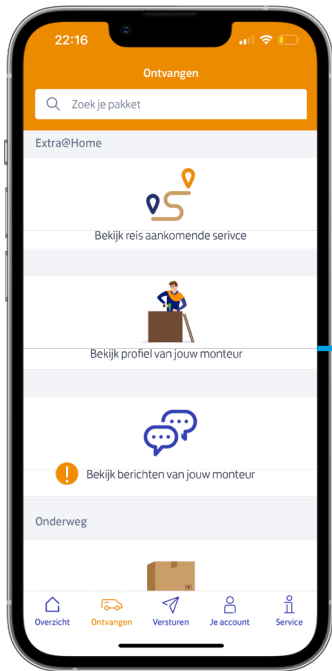 22:16
Ontvangen
Zoek je pakket
Extra@Home
Bekijk reis aankomende serivce
Bekijk profiel van jouw monteur
Bekijk berichten van jouw monteur
Onderweg
Overzicht Ontvangen Versturen Je account Service